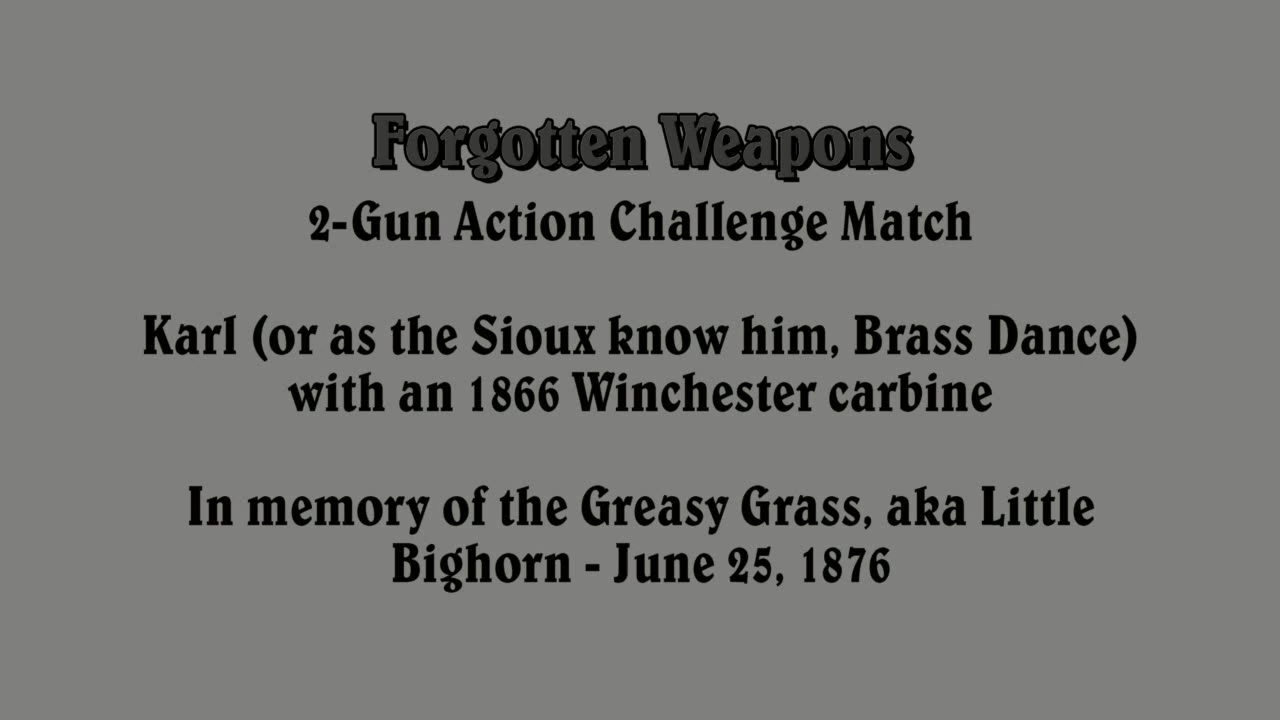 Forgotten Weapons
2-Gun Action Challenge Match
Karl (or as the Sioux know him, Brass Dance)
with an 1866 Winchester carbine
In memory of the Greasy Grass, aka Little
Bighorn - June 25, 1876